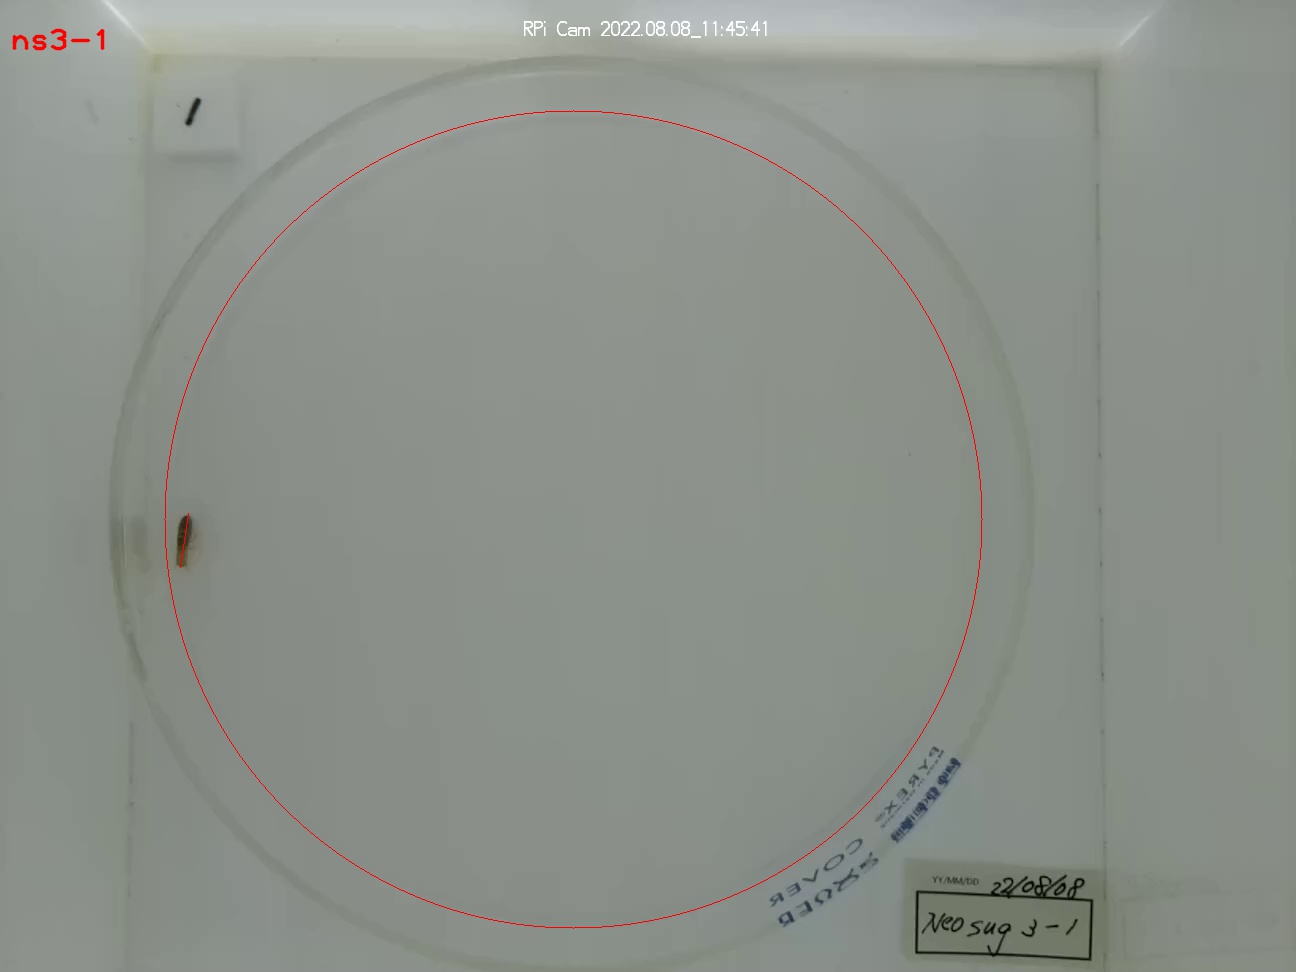 ns3-1
RPi Cam 2022.08.08_11:45:41
1
PYREX®
COVER
YY/MM/DD 22/08/08
Neo sug 3-1